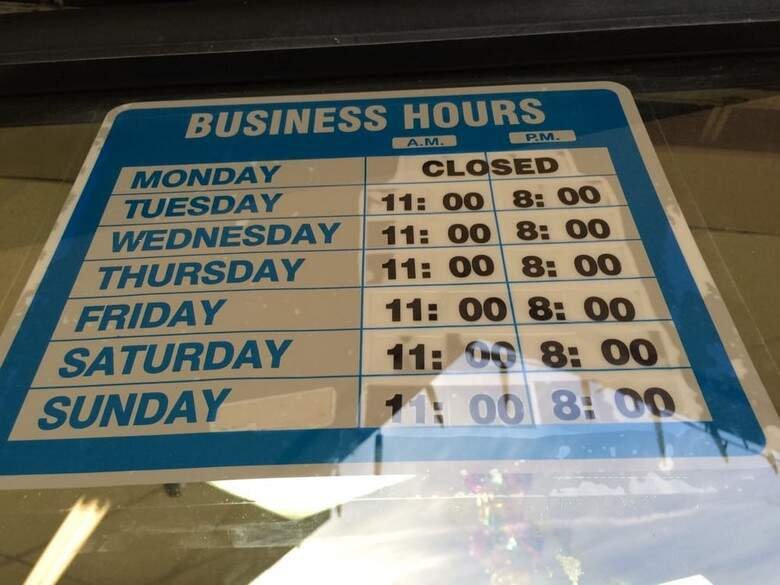 BUSINESS HOURS
A.M. P.M.
MONDAY CLOSED
TUESDAY 11: 00 8: 00
WEDNESDAY 11: 00 8: 00
THURSDAY 11: 00 8: 00
FRIDAY 11: 00 8: 00
SATURDAY 11: 00 8: 00
SUNDAY 11: 00 8: 00